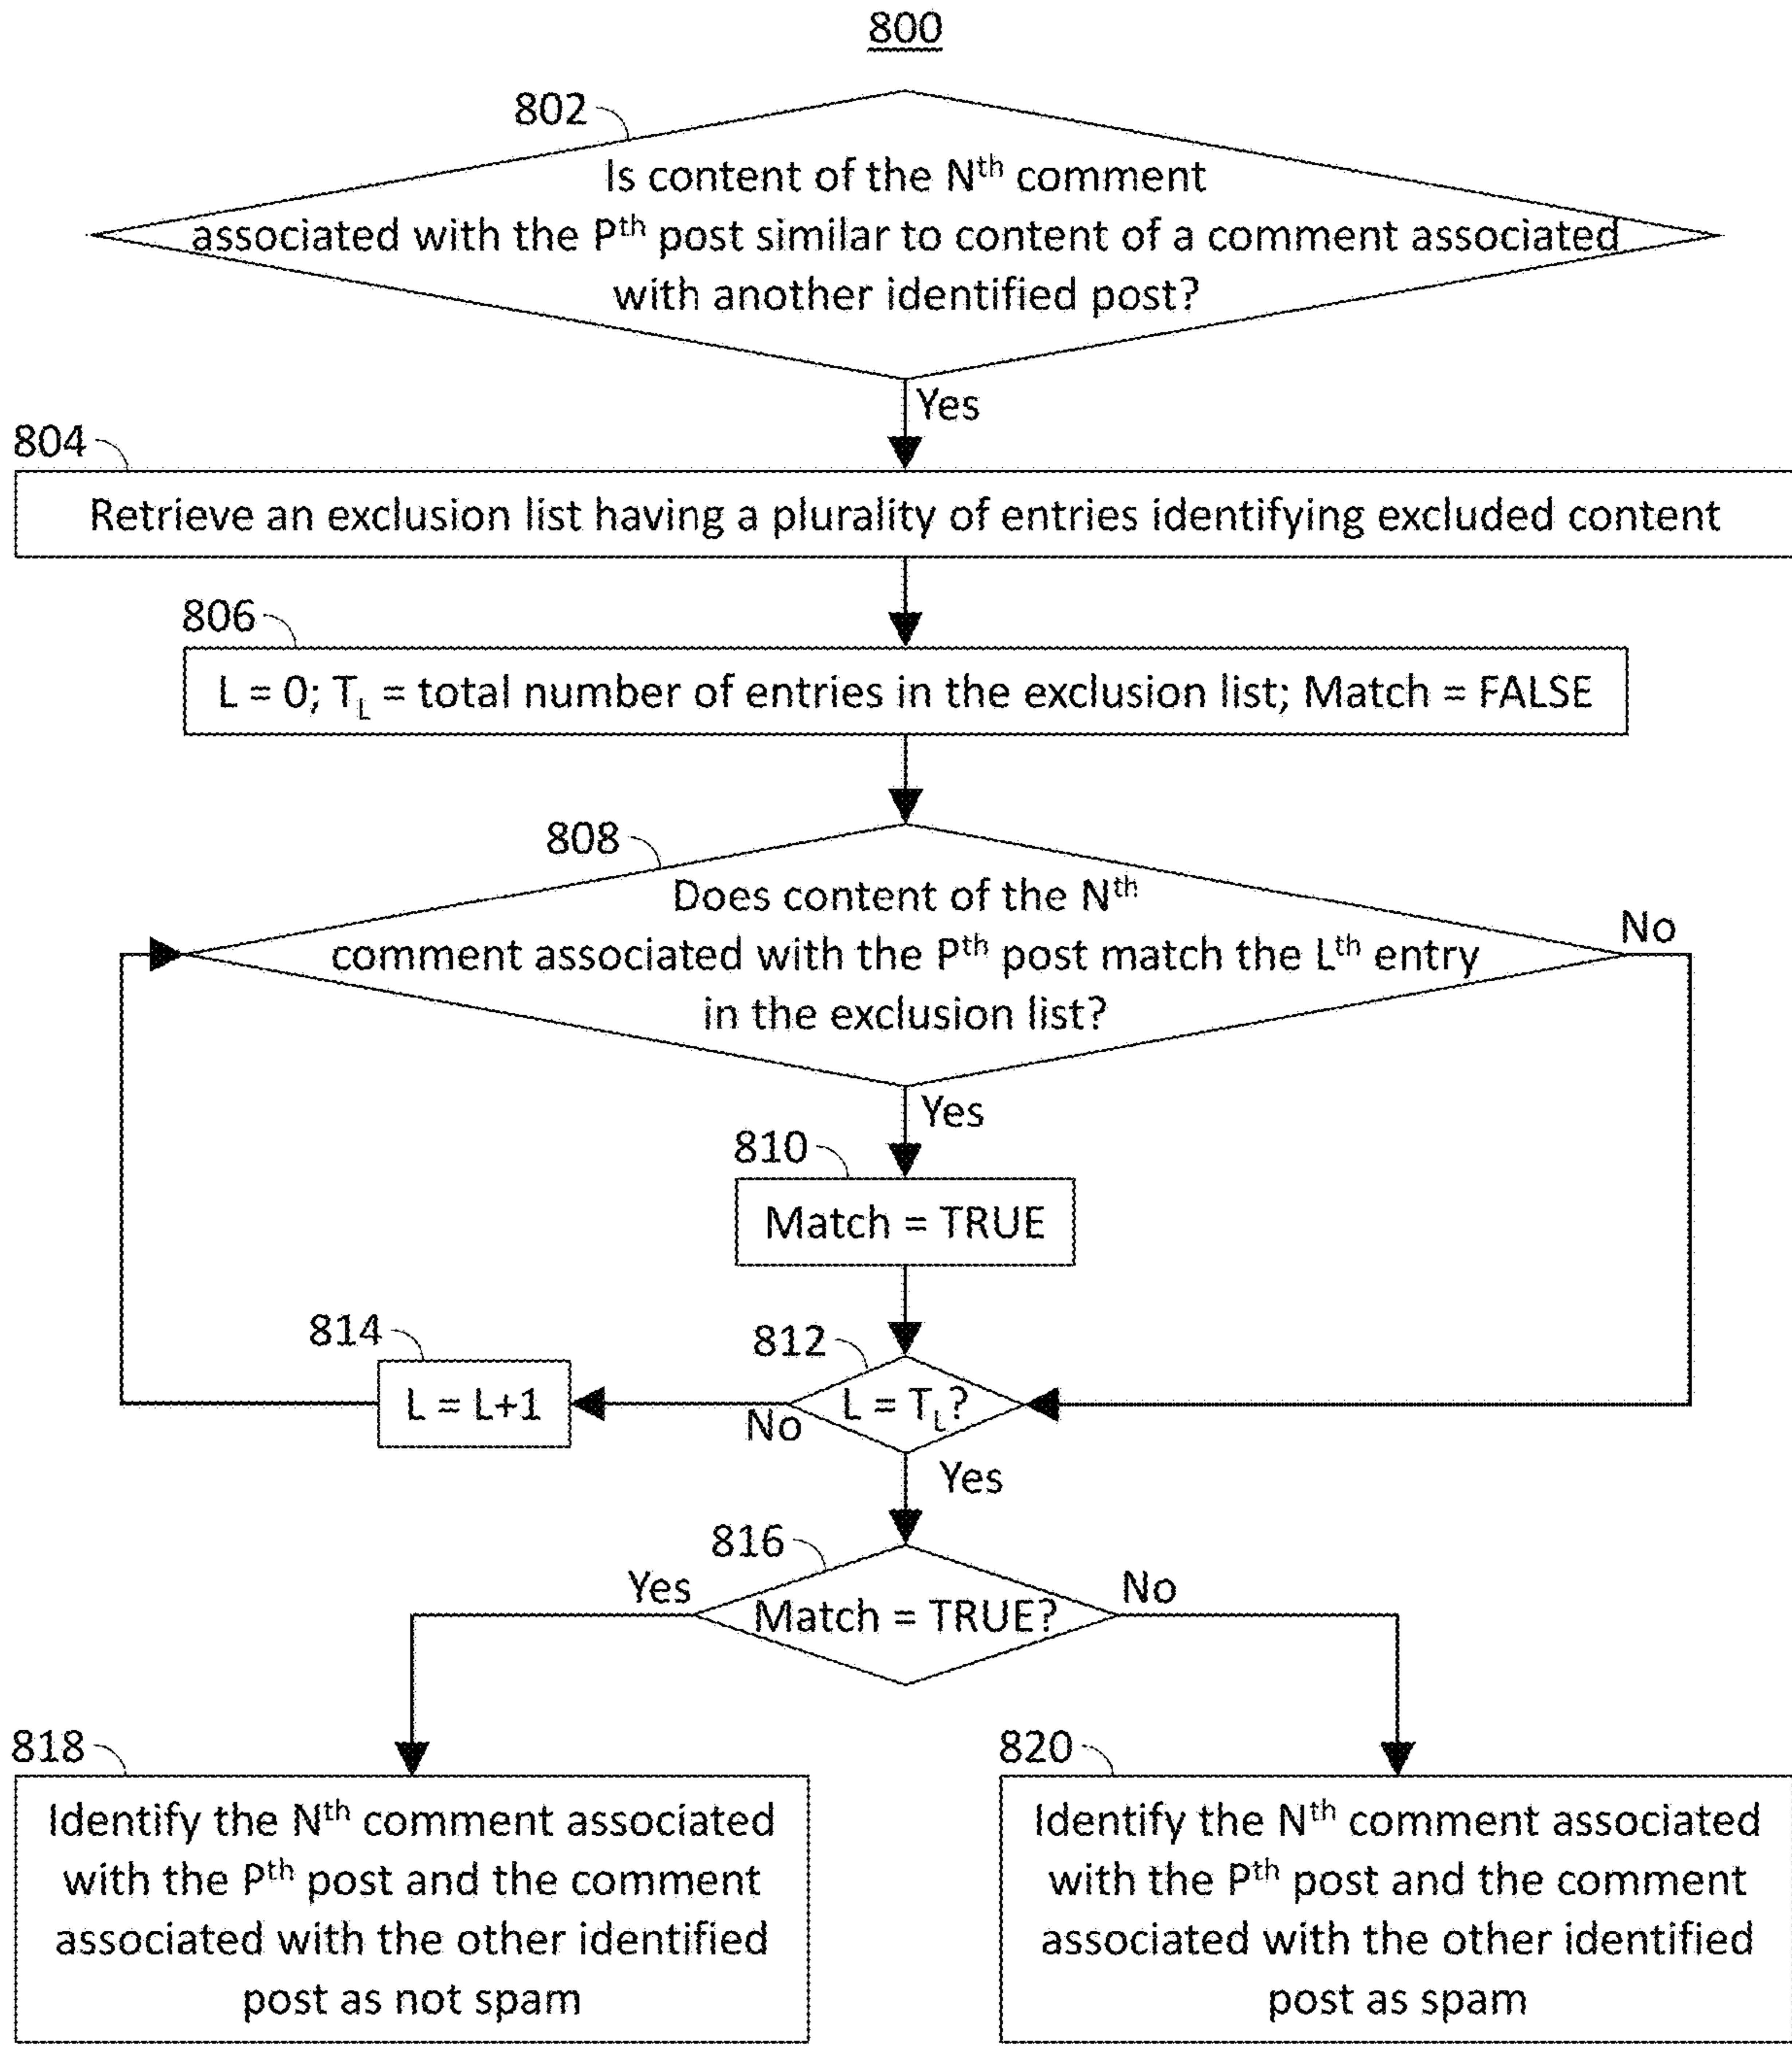 800
802
Is content of the Nth comment
associated with the Pth post similar to content of a comment associated
with another identified post?
Yes
804
Retrieve an exclusion list having a plurality of entries identifying excluded content
806
L = 0; TL = total number of entries in the exclusion list; Match = FALSE
808
Does content of the Nth
comment associated with the Pth post match the Lth entry
in the exclusion list?
No
Yes
810
Match = TRUE
814
L = L+1
812
L = TL?
No
Yes
816
Match = TRUE?
Yes
No
818
Identify the Nth comment associated
with the Pth post and the comment
associated with the other identified
post as not spam
820
Identify the Nth comment associated
with the Pth post and the comment
associated with the other identified
post as spam